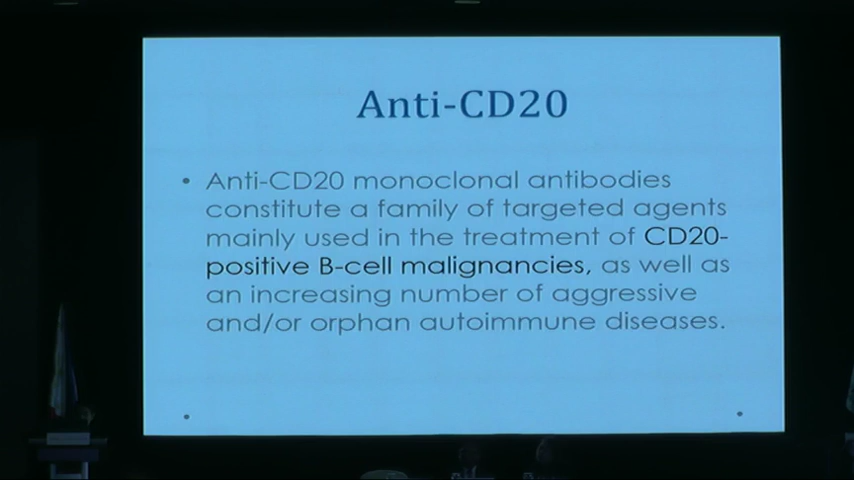 Anti-CD20
• Anti-CD20 monoclonal antibodies
constitute a family of targeted agents
mainly used in the treatment of CD20-
positive B-cell malignancies, as well as
an increasing number of aggressive
and/or orphan autoimmune diseases.